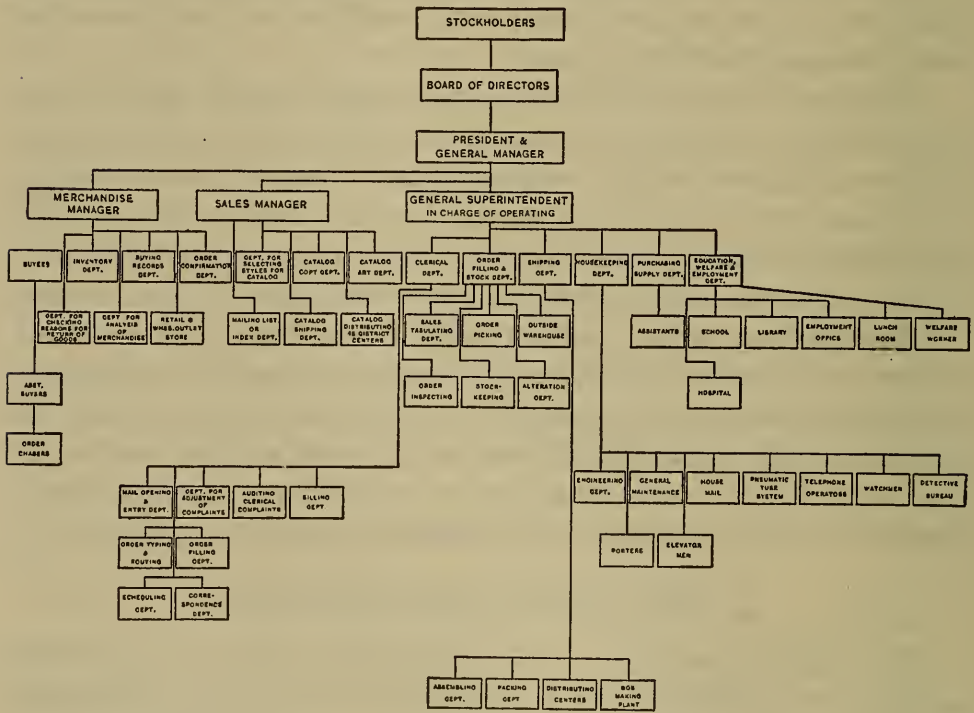 STOCKHOLDERS
BOARD OF DIRECTORS
PRESIDENT &
GENERAL MANAGER
MERCHANDISE
MANAGER
SALES MANAGER
GENERAL SUPERINTENDENT
IN CHARGE OF OPERATING
BUYERS
INVENTORY
DEPT.
BUYING
RECORDS
DEPT.
ORDER
CONFIRMATION
DEPT.
DEPT. FOR
SELECTING
STYLES FOR
CATALOG
CATALOG
COPY DEPT.
CATALOG
ART DEPT.
CLERICAL
DEPT.
ORDER
FILLING &
STOCK DEPT.
SHIPPING
DEPT.
HOUSEKEEPING
DEPT.
PURCHASING
SUPPLY DEPT.
EDUCATION,
WELFARE &
EMPLOYMENT
DEPT.
DEPT. FOR
CHECKING
REASONS FOR
RETURN OF
GOODS
DEPT FOR
ANALYSIS
OF
MERCHANDISE
RETAIL &
WHSE. OUTLET
STORE
MAILING LIST
OR
INDEX DEPT.
CATALOG
SHIPPING
DEPT.
CATALOG
DISTRIBUTING
45 DISTRICT
CENTERS
SALES
TABULATING
DEPT.
ORDER
PICKING
OUTSIDE
WAREHOUSE
ASSISTANTS
SCHOOL
LIBRARY
EMPLOYMENT
OFFICE
LUNCH
ROOM
WELFARE
WORKER
ASST.
BUYERS
ORDER
INSPECTING
STOCK-
KEEPING
ALTERATION
DEPT.
HOSPITAL
ORDER
CHASERS
MAIL OPENING
&
ENTRY DEPT.
DEPT. FOR
ADJUSTMENT
OF
COMPLAINTS
AUDITING
CLERICAL
COMPLAINTS
BILLING
DEPT
ENGINEERING
DEPT.
GENERAL
MAINTENANCE
HOUSE
MAIL
PNEUMATIC
TUBE
SYSTEM
TELEPHONE
OPERATORS
WATCHMEN
DETECTIVE
BUREAU
ORDER TYPING
&
ROUTING
ORDER
FILLING
DEPT.
PORTERS
ELEVATOR
MEN
SCHEDULING
DEPT.
CORRE-
SPONDENCE
DEPT.
ASSEMBLING
DEPT.
PACKING
DEPT
DISTRIBUTING
CENTERS
BOX
MAKING
PLANT